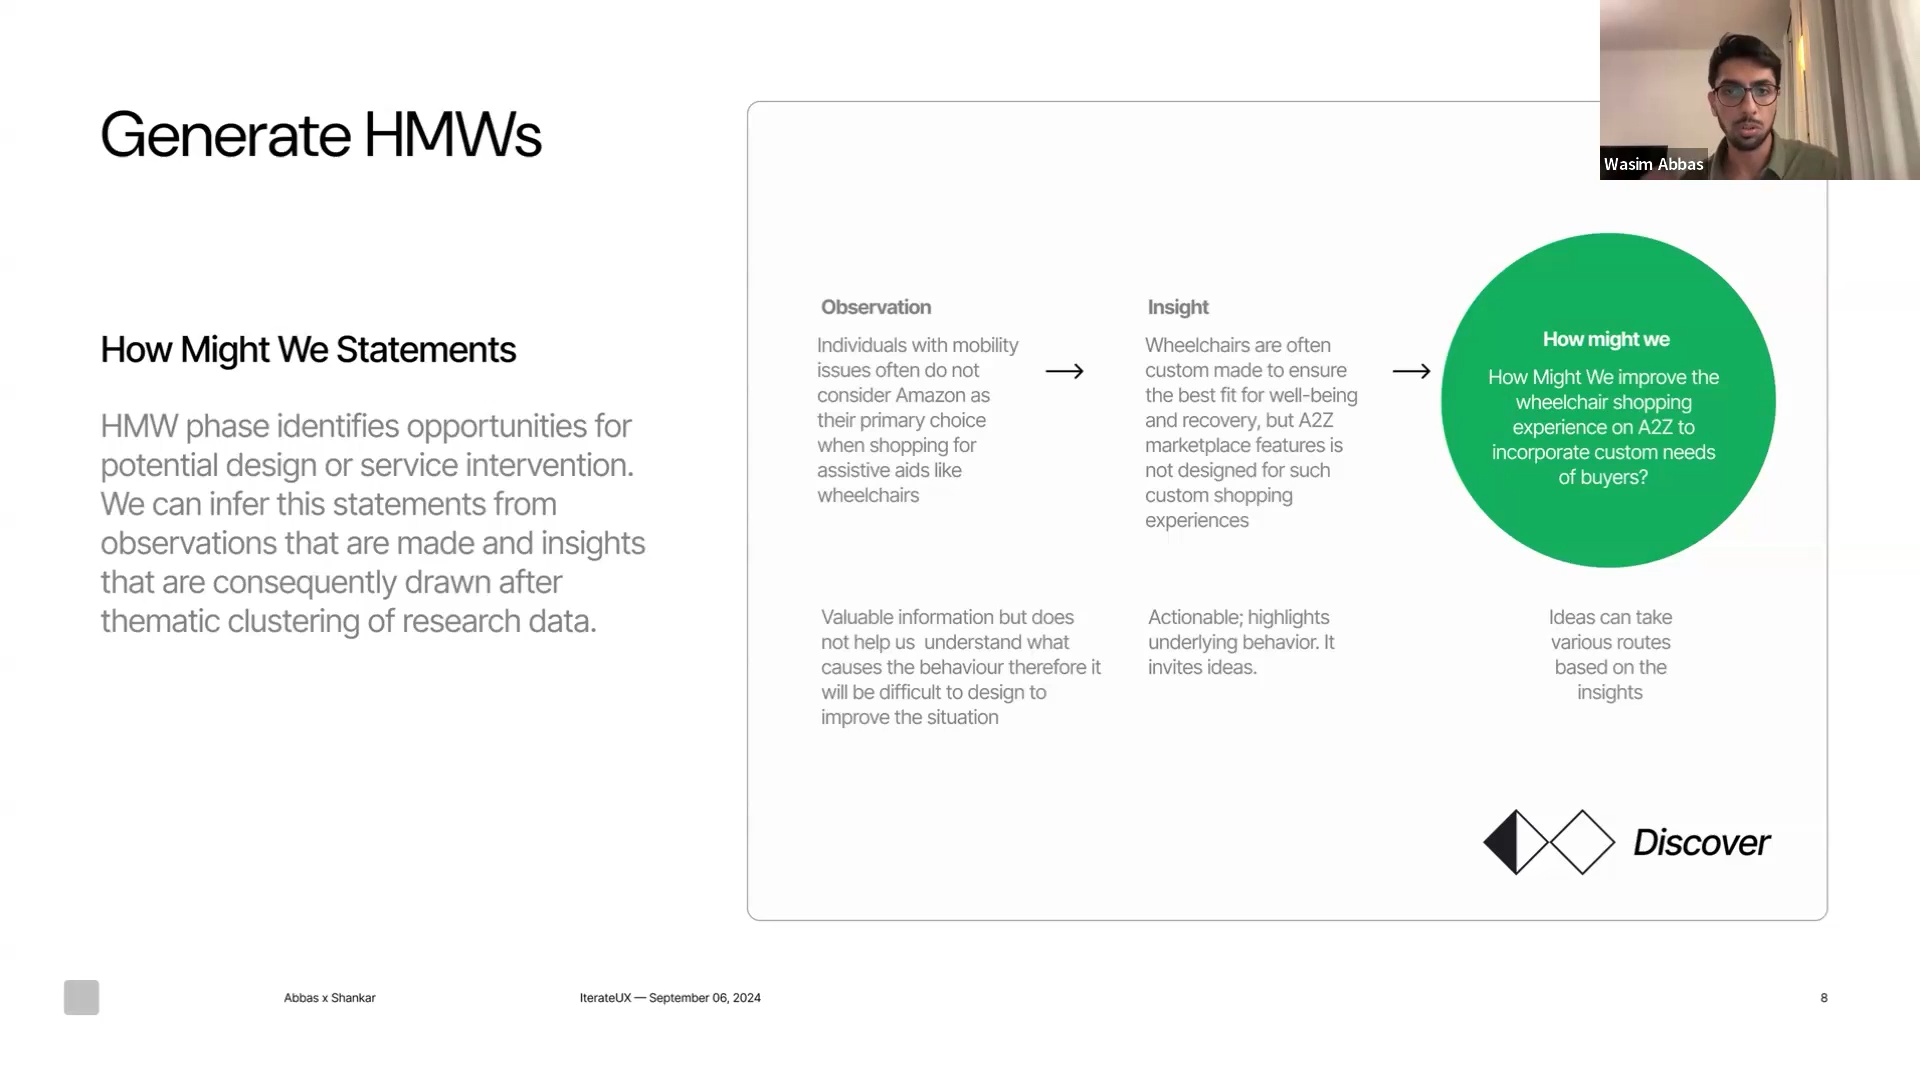 Generate HMWs
Wasim Abbas
How Might We Statements
HMW phase identifies opportunities for
potential design or service intervention.
We can infer this statements from
observations that are made and insights
that are consequently drawn after
thematic clustering of research data.
Observation
Individuals with mobility
issues often do not
consider Amazon as
their primary choice
when shopping for
assistive aids like
wheelchairs
Insight
Wheelchairs are often
custom made to ensure
the best fit for well-being
and recovery, but A2Z
marketplace features is
not designed for such
custom shopping
experiences
How might we
How Might We improve the
wheelchair shopping
experience on A2Z to
incorporate custom needs
of buyers?
Valuable information but does
not help us  understand what
causes the behaviour therefore it
will be difficult to design to
improve the situation
Actionable; highlights
underlying behavior. It
invites ideas.
Ideas can take
various routes
based on the
insights
Discover
Abbas x Shankar
IterateUX — September 06, 2024
8